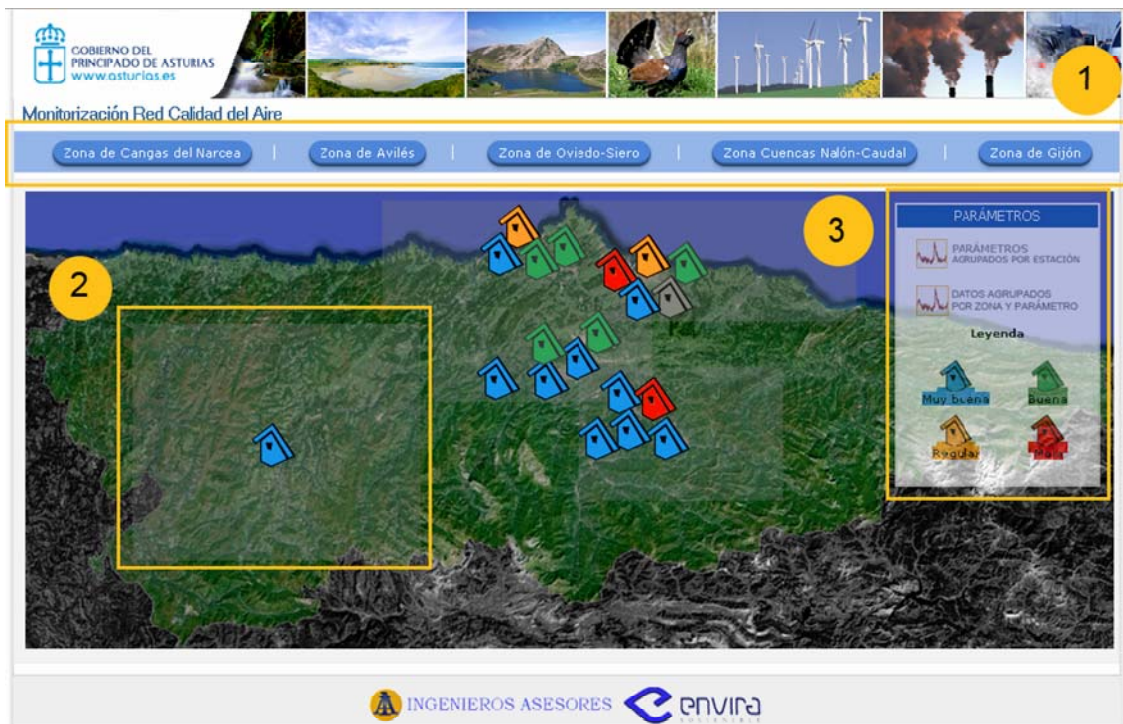 GOBIERNO DEL
PRINCIPADO DE ASTURIAS
www.asturias.es
1
Monitorización Red Calidad del Aire
Zona de Cangas del Narcea | Zona de Avilés | Zona de Oviedo-Siero | Zona Cuencas Nalón-Caudal | Zona de Gijón
2
3
PARÁMETROS
PARÁMETROS
AGRUPADOS POR ESTACIÓN
DATOS AGRUPADOS
POR ZONA Y PARÁMETRO
Leyenda
Muy buena
Buena
Regular
Mala
INGENIEROS ASESORES
envira
SOSTENIBLE